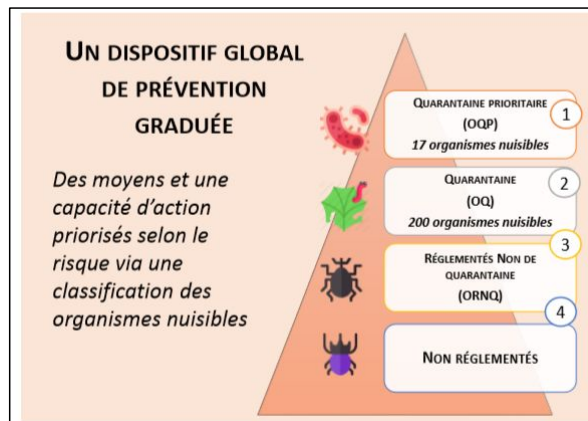 UN DISPOSITIF GLOBAL
DE PRÉVENTION
GRADUÉE
Des moyens et une
capacité d’action
priorisés selon le
risque via une
classification des
organismes nuisibles
1
QUARANTAINE PRIORITAIRE
(OQP)
17 organismes nuisibles
2
QUARANTAINE
(OQ)
200 organismes nuisibles
3
RÉGLEMENTÉS NON DE
QUARANTAINE
(ORNQ)
4
NON RÉGLEMENTÉS